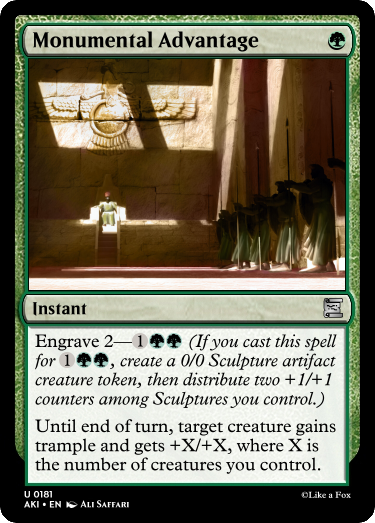 Monumental Advantage
Instant
Engrave 2—1GG (If you cast this spell
for 1GG, create a 0/0 Sculpture artifact
creature token, then distribute two +1/+1
counters among Sculptures you control.)
Until end of turn, target creature gains
trample and gets +X/+X, where X is
the number of creatures you control.
U 0181
AKI • EN Ali Saffari
©Like a Fox